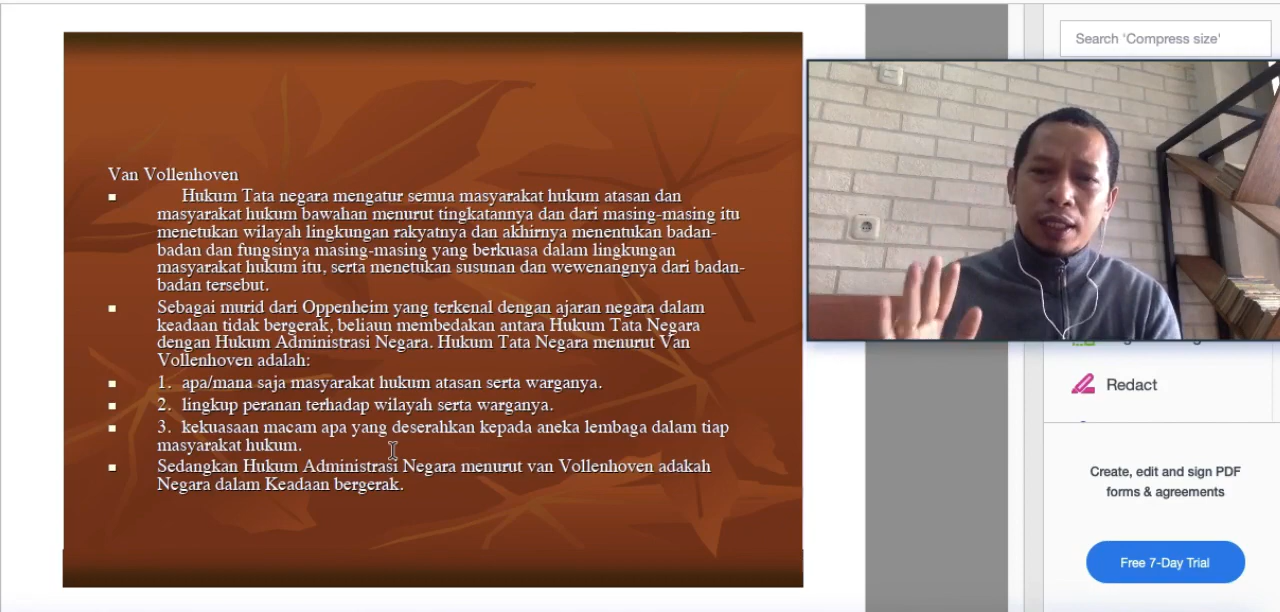 Search 'Compress size'
Van Vollenhoven
Hukum Tata negara mengatur semua masyarakat hukum atasan dan
masyarakat hukum bawahan menurut tingkatannya dan dari masing-masing itu
menetukan wilayah lingkungan rakyatnya dan akhirnya menentukan badan-
badan dan fungsinya masing-masing yang berkuasa dalam lingkungan
masyarakat hukum itu, serta menetukan susunan dan wewenangnya dari badan-
badan tersebut.
Sebagai murid dari Oppenheim yang terkenal dengan ajaran negara dalam
keadaan tidak bergerak, beliaun membedakan antara Hukum Tata Negara
dengan Hukum Administrasi Negara. Hukum Tata Negara menurut Van
Vollenhoven adalah:
1. apa/mana saja masyarakat hukum atasan serta warganya.
2. lingkup peranan terhadap wilayah serta warganya.
3. kekuasaan macam apa yang deserahkan kepada aneka lembaga dalam tiap
masyarakat hukum.
Sedangkan Hukum Administrasi Negara menurut van Vollenhoven adakah
Negara dalam Keadaan bergerak.
Redact
Create, edit and sign PDF
forms & agreements
Free 7-Day Trial